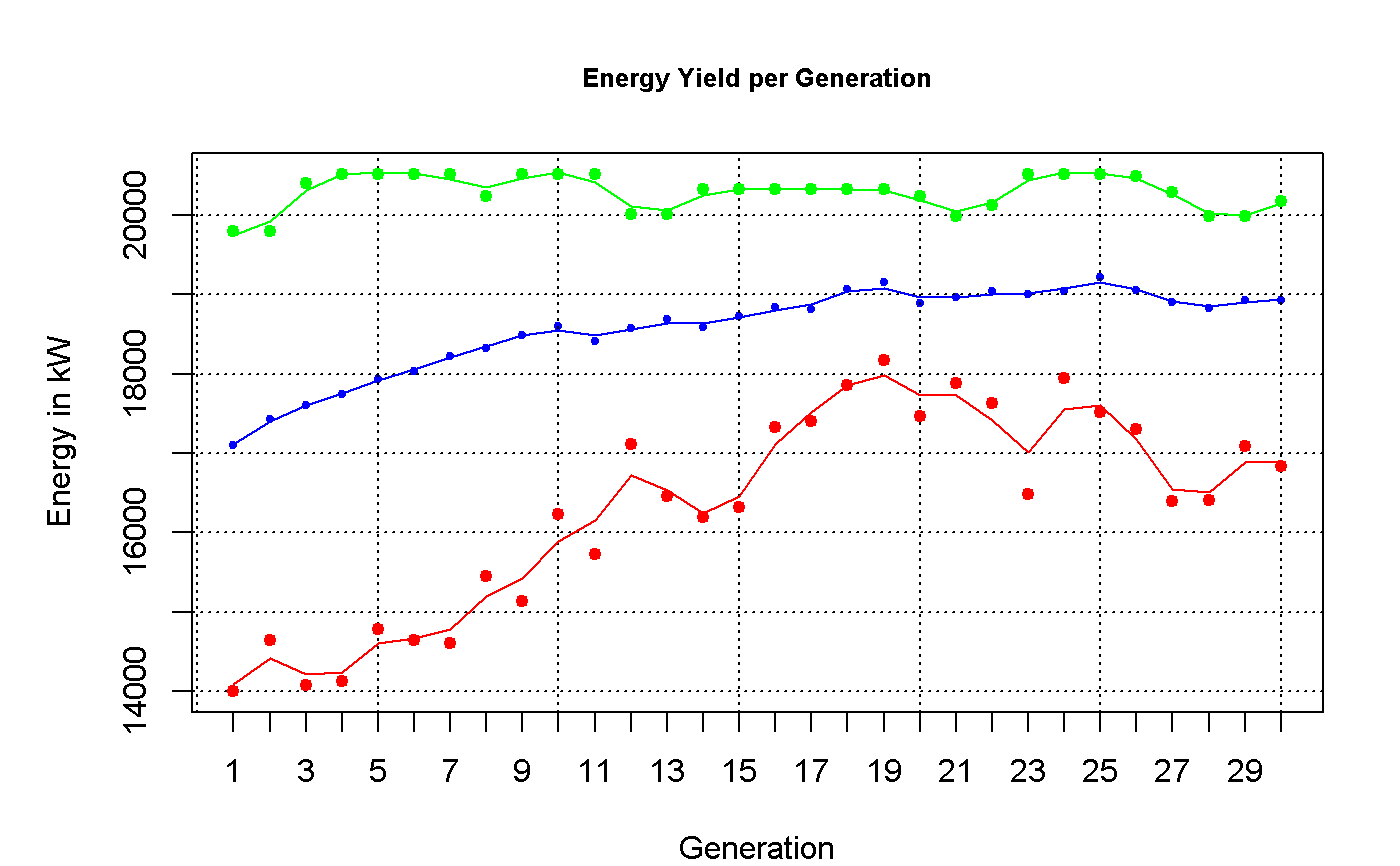 Energy Yield per Generation
Energy in kW
20000
18000
16000
14000
1 3 5 7 9 11 13 15 17 19 21 23 25 27 29
Generation